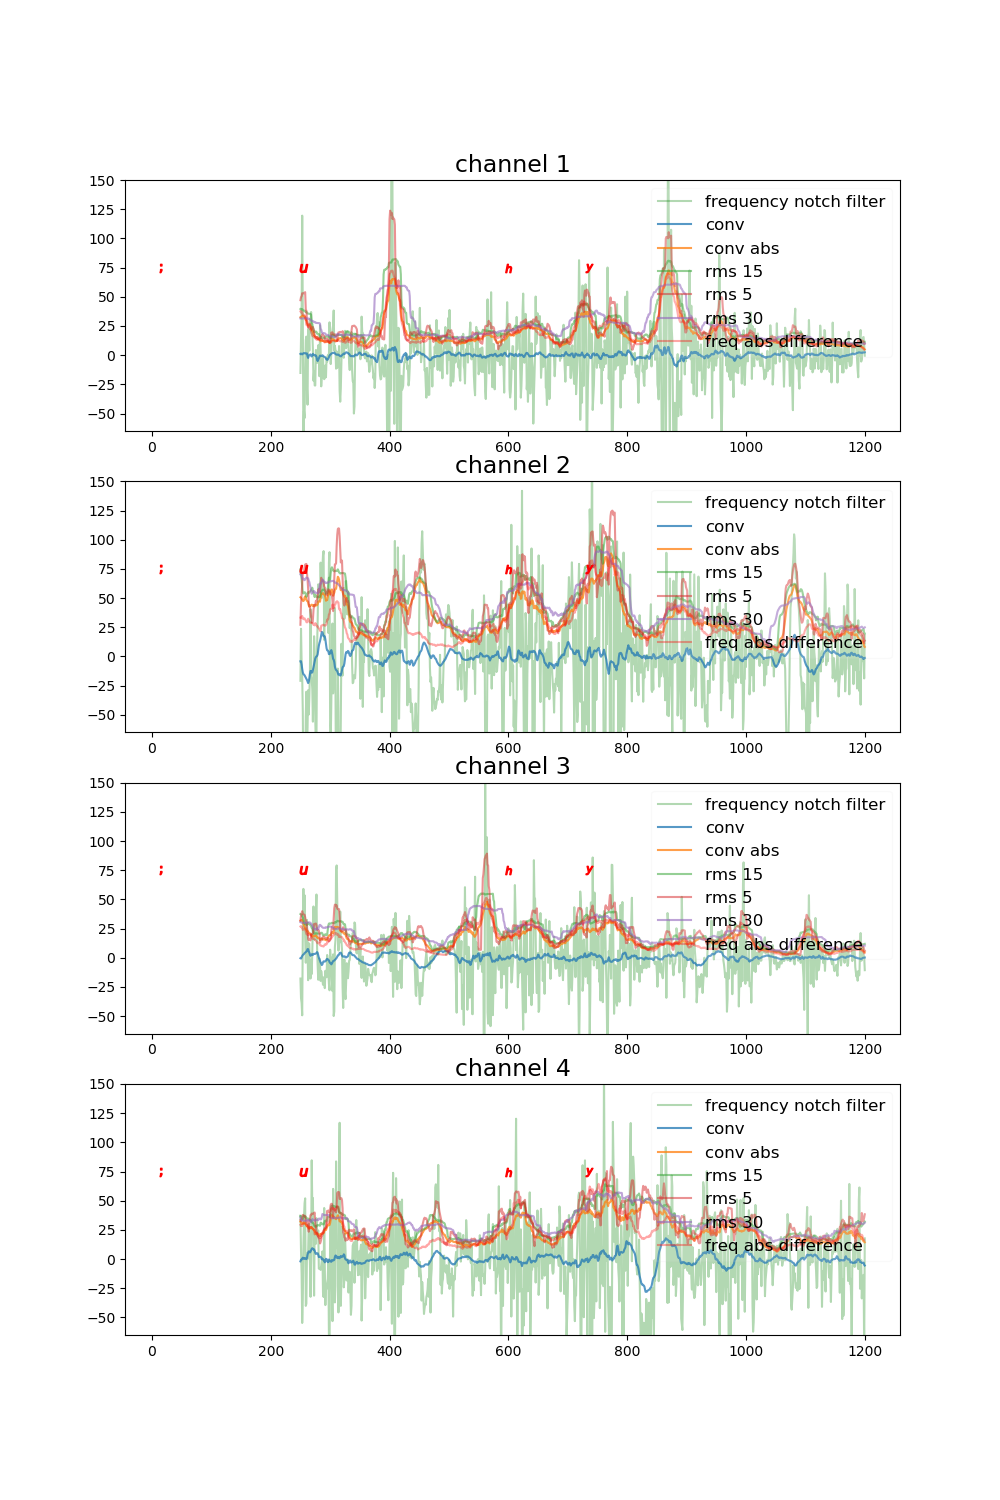 channel 1
150
125
100
75
50
25
0
−25
−50
; u h y
frequency notch filter
conv
conv abs
rms 15
rms 5
rms 30
freq abs difference
0 200 400 600 800 1000 1200
channel 2
150
125
100
75
50
25
0
−25
−50
; u h y
frequency notch filter
conv
conv abs
rms 15
rms 5
rms 30
freq abs difference
0 200 400 600 800 1000 1200
channel 3
150
125
100
75
50
25
0
−25
−50
; u h y
frequency notch filter
conv
conv abs
rms 15
rms 5
rms 30
freq abs difference
0 200 400 600 800 1000 1200
channel 4
150
125
100
75
50
25
0
−25
−50
; u h y
frequency notch filter
conv
conv abs
rms 15
rms 5
rms 30
freq abs difference
0 200 400 600 800 1000 1200